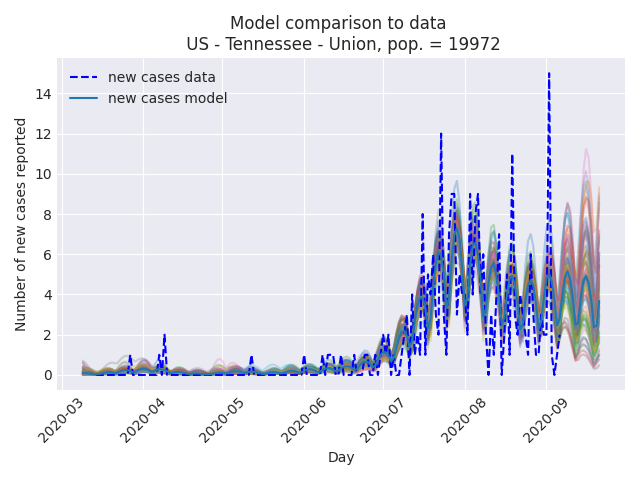 Model comparison to data
US - Tennessee - Union, pop. = 19972
new cases data
new cases model
Number of new cases reported
14
12
10
8
6
4
2
0
2020-03
2020-04
2020-05
2020-06
2020-07
2020-08
2020-09
Day